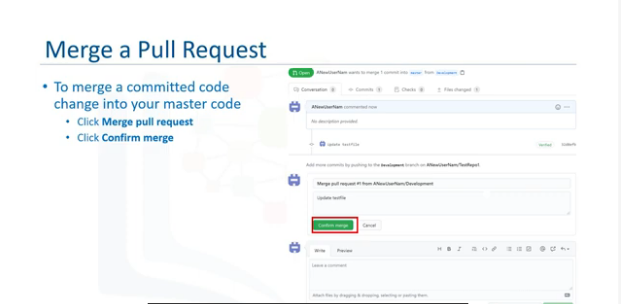 Merge a Pull Request
• To merge a committed code
change into your master code
• Click Merge pull request
• Click Confirm merge
Open ANewUserNam wants to merge 1 commit into master from development
Conversation 0 Commits 1 Checks 0 Files changed 1
ANewUserNam commented now
No description provided.
Update testfile Verified
Add more commits by pushing to the Development branch on ANewUserNam/TestRepo1.
Merge pull request #1 from ANewUserNam/Development
Update testfile
Confirm merge Cancel
Write Preview
Leave a comment
Attach files by dragging & dropping, selecting or pasting them.